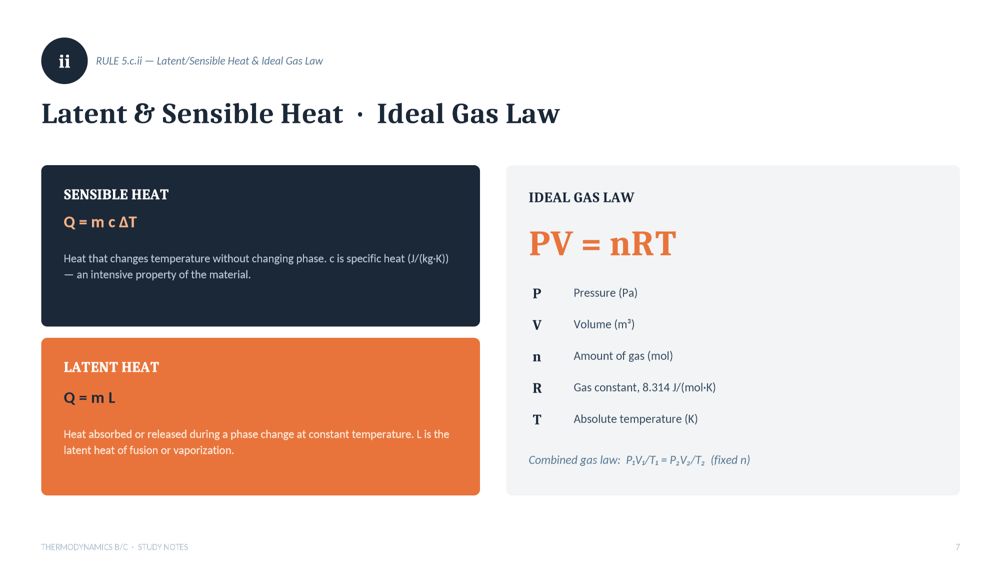 ii
RULE 5.c.ii — Latent/Sensible Heat & Ideal Gas Law
Latent & Sensible Heat · Ideal Gas Law
SENSIBLE HEAT
Q = m c ΔT
Heat that changes temperature without changing phase. c is specific heat (J/(kg·K))
— an intensive property of the material.
LATENT HEAT
Q = m L
Heat absorbed or released during a phase change at constant temperature. L is the
latent heat of fusion or vaporization.
IDEAL GAS LAW
PV = nRT
P Pressure (Pa)
V Volume (m³)
n Amount of gas (mol)
R Gas constant, 8.314 J/(mol·K)
T Absolute temperature (K)
Combined gas law: P₁V₁/T₁ = P₂V₂/T₂ (fixed n)
THERMODYNAMICS B/C · STUDY NOTES
7